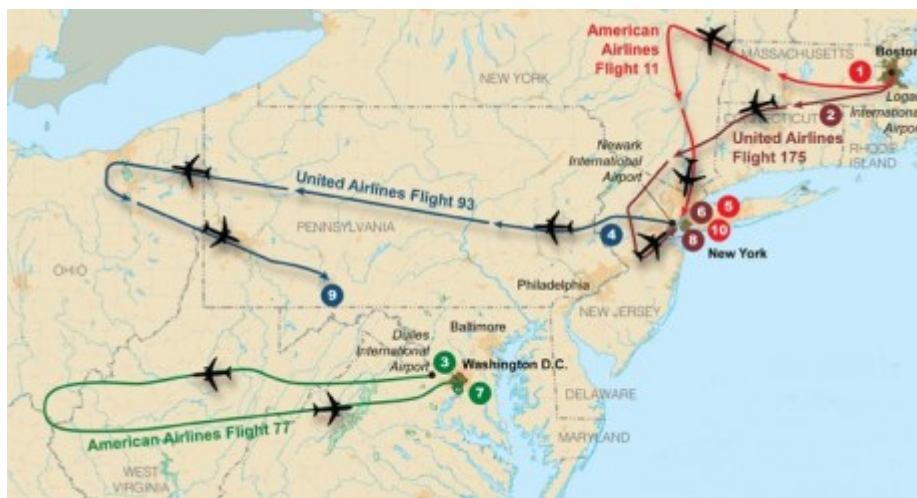 American
Airlines
Flight 11
MASSACHUSETTS
Boston
1
NEW YORK
Logan
International
Airport
CONNECTICUT
2
United Airlines
Flight 175
RHODE
ISLAND
Newark
International
Airport
United Airlines Flight 93
6
5
4
8
10
New York
PENNSYLVANIA
OHIO
9
Philadelphia
NEW JERSEY
Baltimore
Dulles
International
Airport
3
Washington D.C.
7
DELAWARE
American Airlines Flight 77
MARYLAND
WEST
VIRGINIA